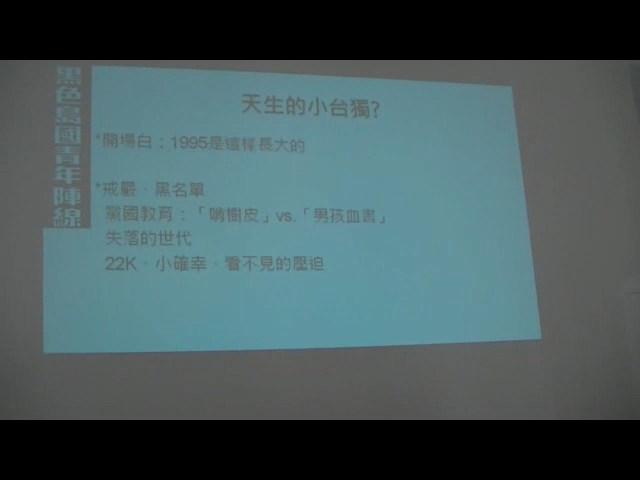 黑色島國青年陣線
天生的小台獨?
*開場白：1995是這樣長大的
*戒嚴、黑名單
黨國教育：「啃樹皮」vs.「男孩血書」
失落的世代
22K、小確幸、看不見的壓迫